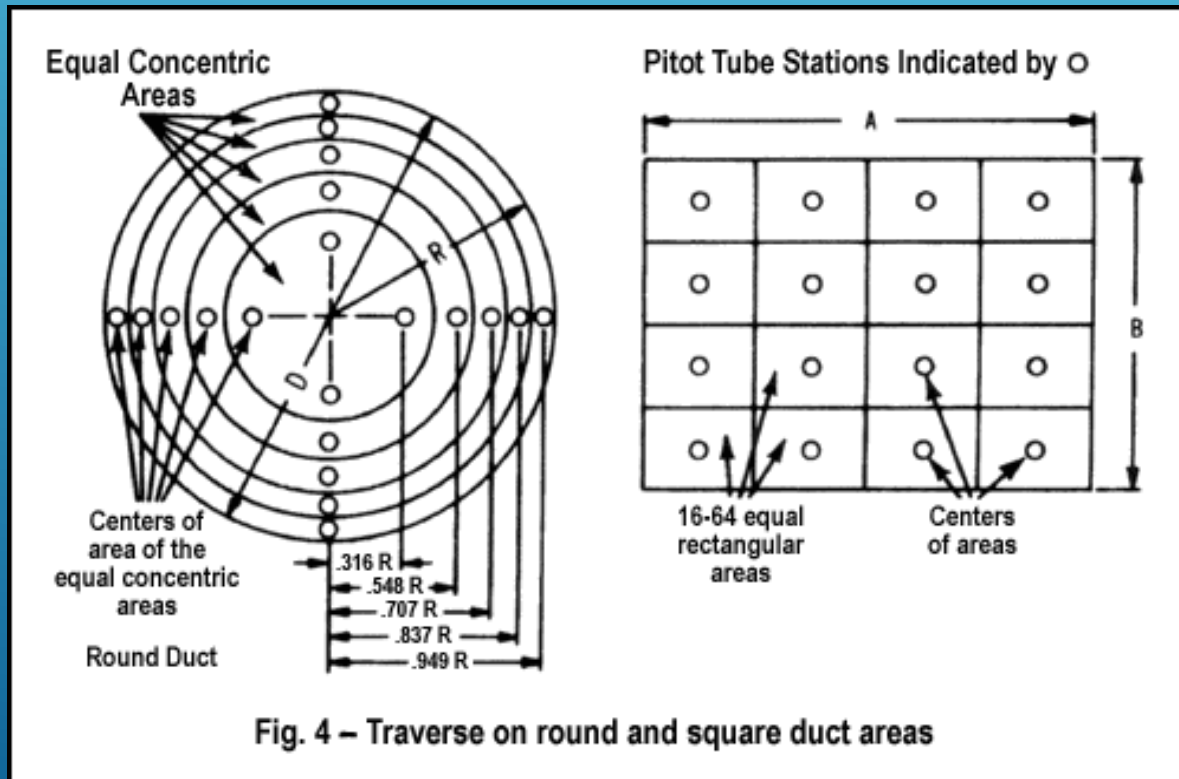 Equal Concentric
Areas
R
D
Centers of
area of the
equal concentric
areas
Round Duct
.316 R
.548 R
.707 R
.837 R
.949 R
Pitot Tube Stations Indicated by O
A
B
16-64 equal
rectangular
areas
Centers
of areas
Fig. 4 – Traverse on round and square duct areas